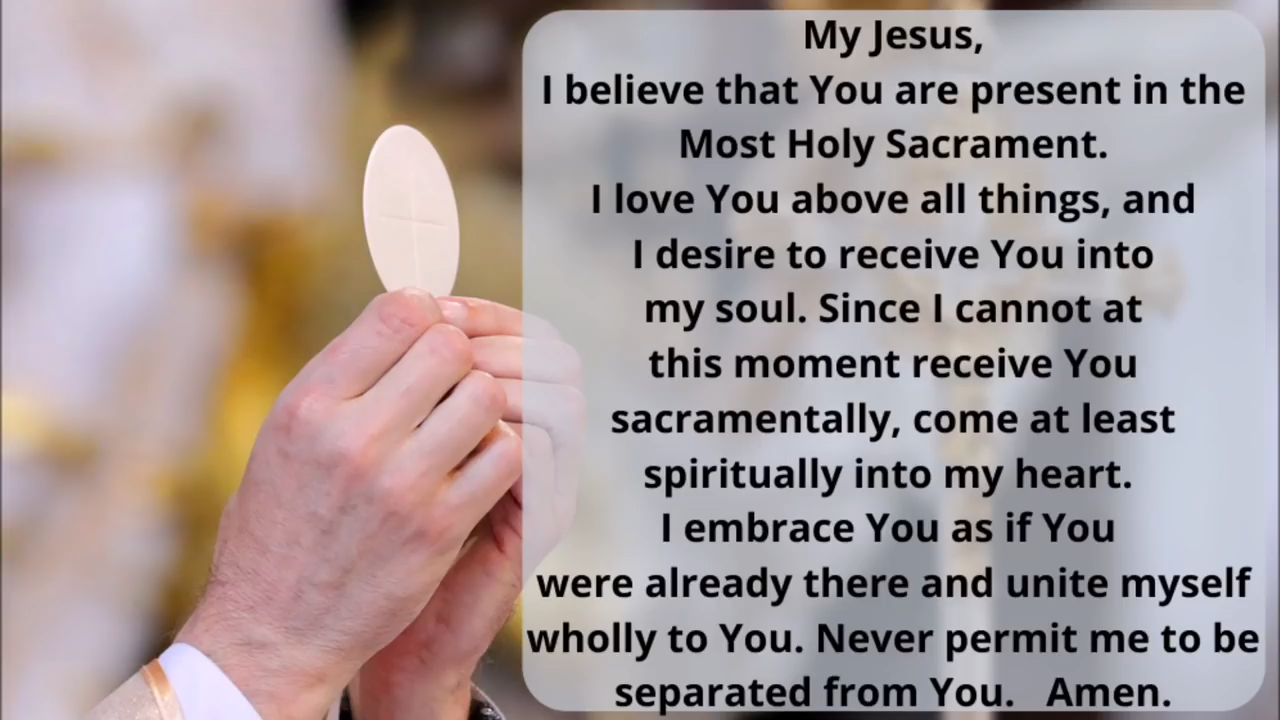 My Jesus,
I believe that You are present in the
Most Holy Sacrament.
I love You above all things, and
I desire to receive You into
my soul. Since I cannot at
this moment receive You
sacramentally, come at least
spiritually into my heart.
I embrace You as if You
were already there and unite myself
wholly to You. Never permit me to be
separated from You. Amen.